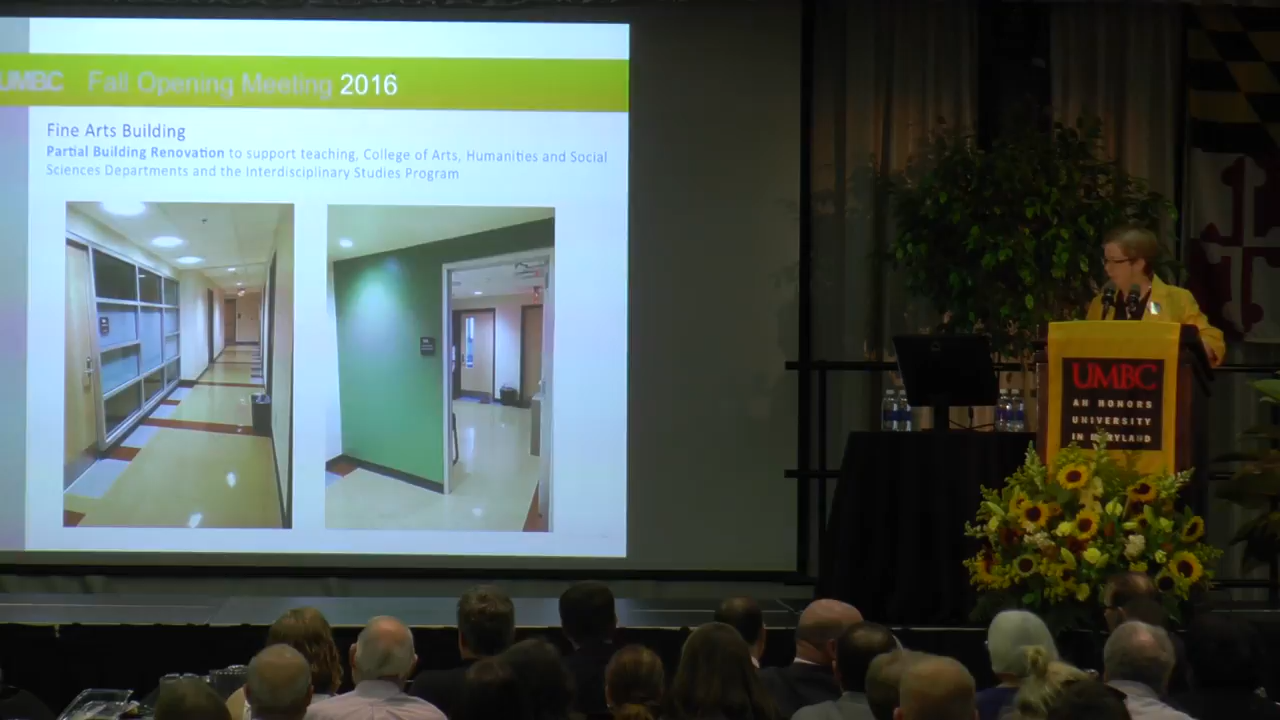 UMBC Fall Opening Meeting 2016
Fine Arts Building
Partial Building Renovation to support teaching, College of Arts, Humanities and Social
Sciences Departments and the Interdisciplinary Studies Program
UMBC
AN HONORS
UNIVERSITY
IN MARYLAND